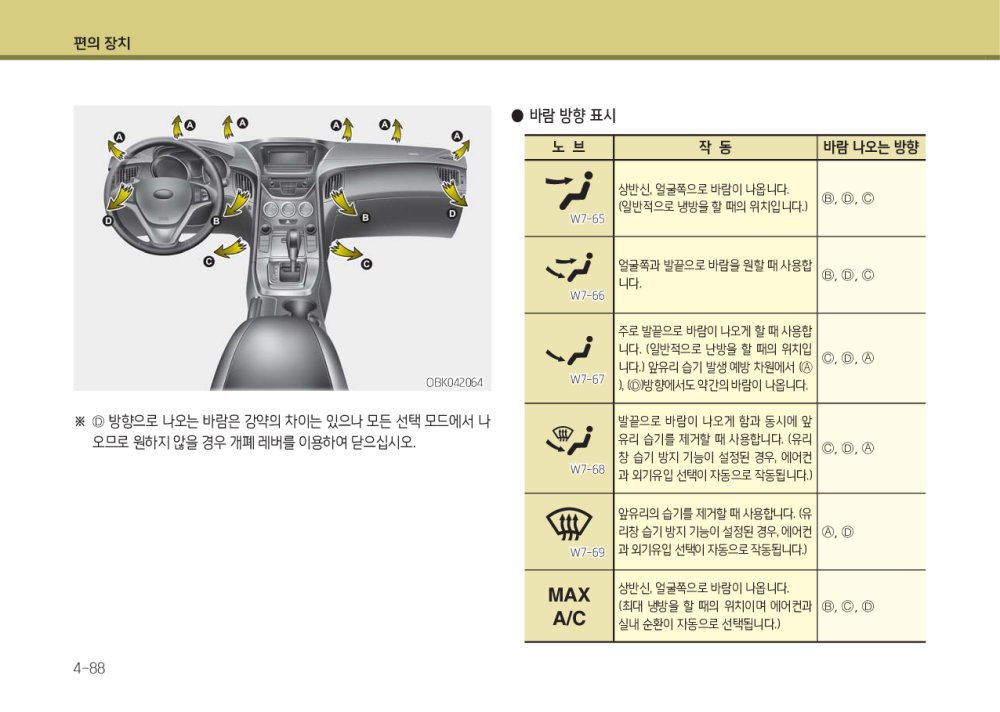 편의 장치
A A A A A A
D B B D
C C
OBK042064
※ Ⓓ 방향으로 나오는 바람은 강약의 차이는 있으나 모든 선택 모드에서 나
오므로 원하지 않을 경우 개폐 레버를 이용하여 닫으십시오.
● 바람 방향 표시
노 브 작 동 바람 나오는 방향
W7-65
상반신, 얼굴쪽으로 바람이 나옵니다.
(일반적으로 냉방을 할 때의 위치입니다.)
Ⓑ, Ⓓ, Ⓒ
W7-66
얼굴쪽과 발끝으로 바람을 원할 때 사용합
니다.
Ⓑ, Ⓓ, Ⓒ
W7-67
주로 발끝으로 바람이 나오게 할 때 사용합
니다. (일반적으로 난방을 할 때의 위치입
니다.) 앞유리 습기 발생 예방 차원에서 (Ⓐ
), (Ⓓ)방향에서도 약간의 바람이 나옵니다.
Ⓒ, Ⓓ, Ⓐ
W7-68
발끝으로 바람이 나오게 함과 동시에 앞
유리 습기를 제거할 때 사용합니다. (유리
창 습기 방지 기능이 설정된 경우, 에어컨
과 외기유입 선택이 자동으로 작동됩니다.)
Ⓒ, Ⓓ, Ⓐ
W7-69
앞유리의 습기를 제거할 때 사용합니다. (유
리창 습기 방지 기능이 설정된 경우, 에어컨
과 외기유입 선택이 자동으로 작동됩니다.)
Ⓐ, Ⓓ
MAX
A/C
상반신, 얼굴쪽으로 바람이 나옵니다.
(최대 냉방을 할 때의 위치이며 에어컨과
실내 순환이 자동으로 선택됩니다.)
Ⓑ, Ⓒ, Ⓓ
4-88